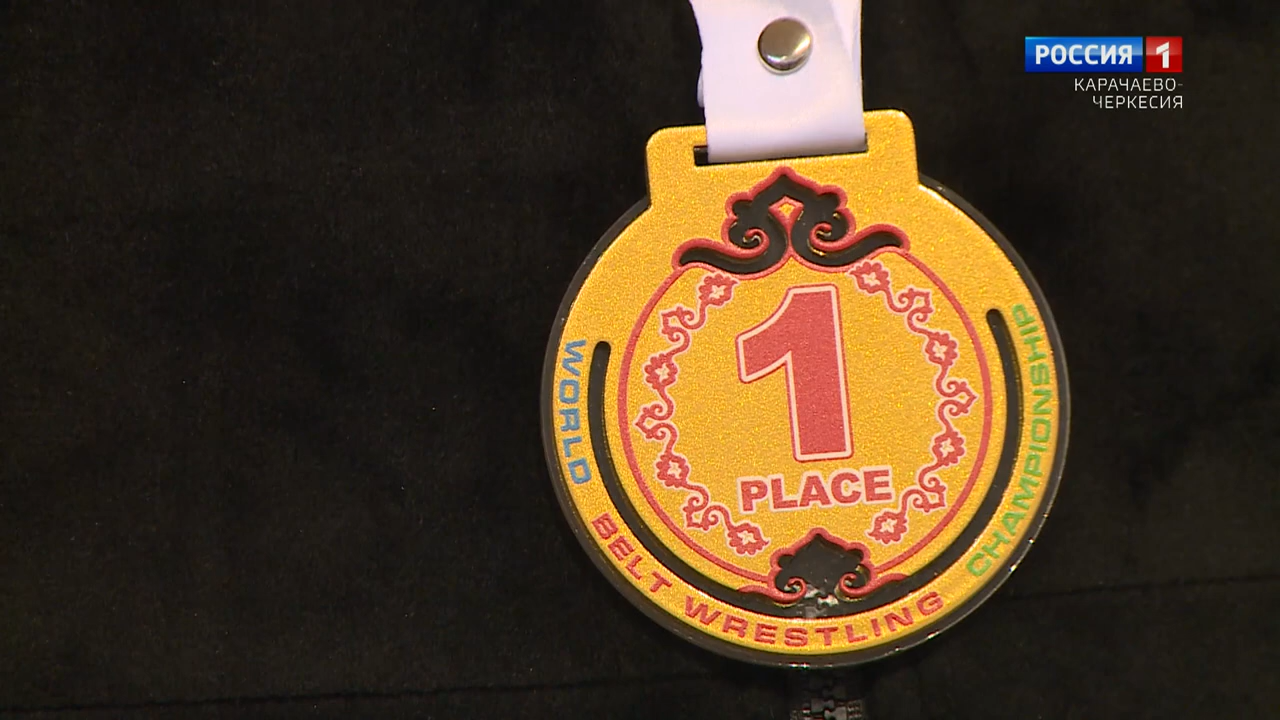 РОССИЯ 1
КАРАЧАЕВО-
ЧЕРКЕСИЯ
1
PLACE
WORLD BELT WRESTLING CHAMPIONSHIP